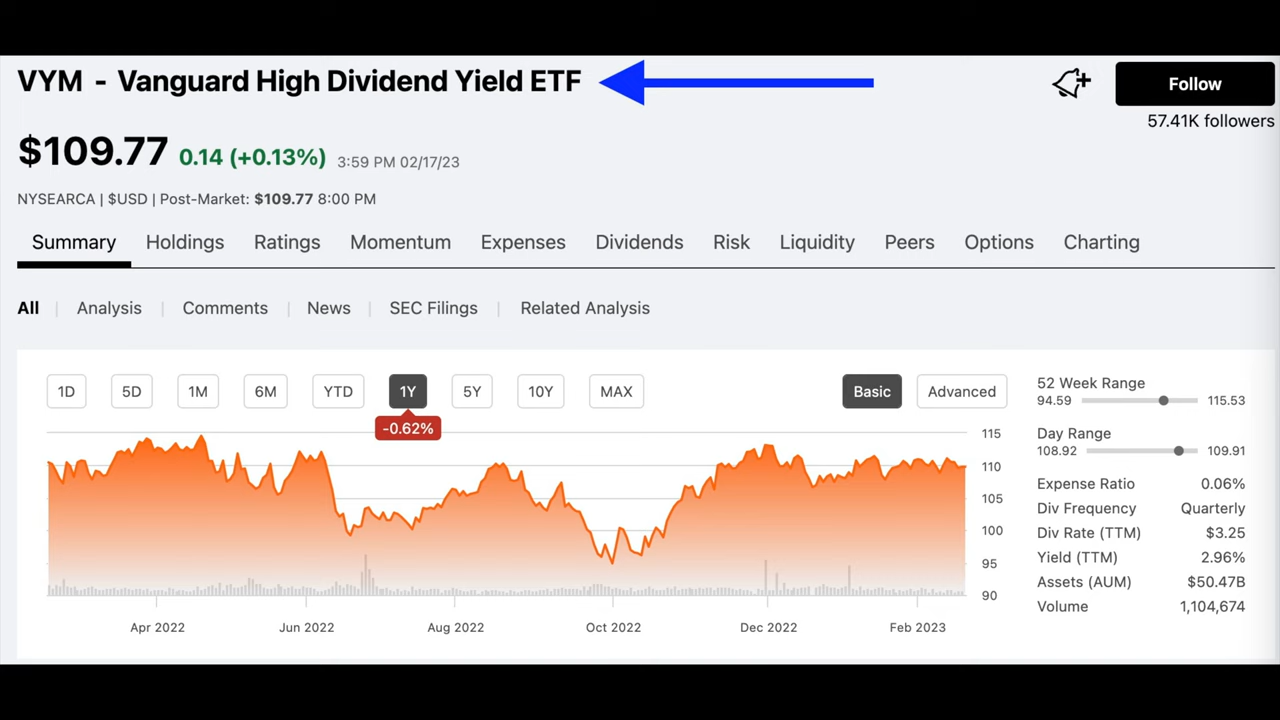 VYM - Vanguard High Dividend Yield ETF
Follow
57.41K followers
$109.77 0.14 (+0.13%) 3:59 PM 02/17/23
NYSEARCA | $USD | Post-Market: $109.77 8:00 PM
Summary Holdings Ratings Momentum Expenses Dividends Risk Liquidity Peers Options Charting
All | Analysis | Comments | News | SEC Filings | Related Analysis
1D 5D 1M 6M YTD 1Y 5Y 10Y MAX Basic Advanced
-0.62%
115
110
105
100
95
90
Apr 2022 Jun 2022 Aug 2022 Oct 2022 Dec 2022 Feb 2023
52 Week Range
94.59 115.53
Day Range
108.92 109.91
Expense Ratio 0.06%
Div Frequency Quarterly
Div Rate (TTM) $3.25
Yield (TTM) 2.96%
Assets (AUM) $50.47B
Volume 1,104,674